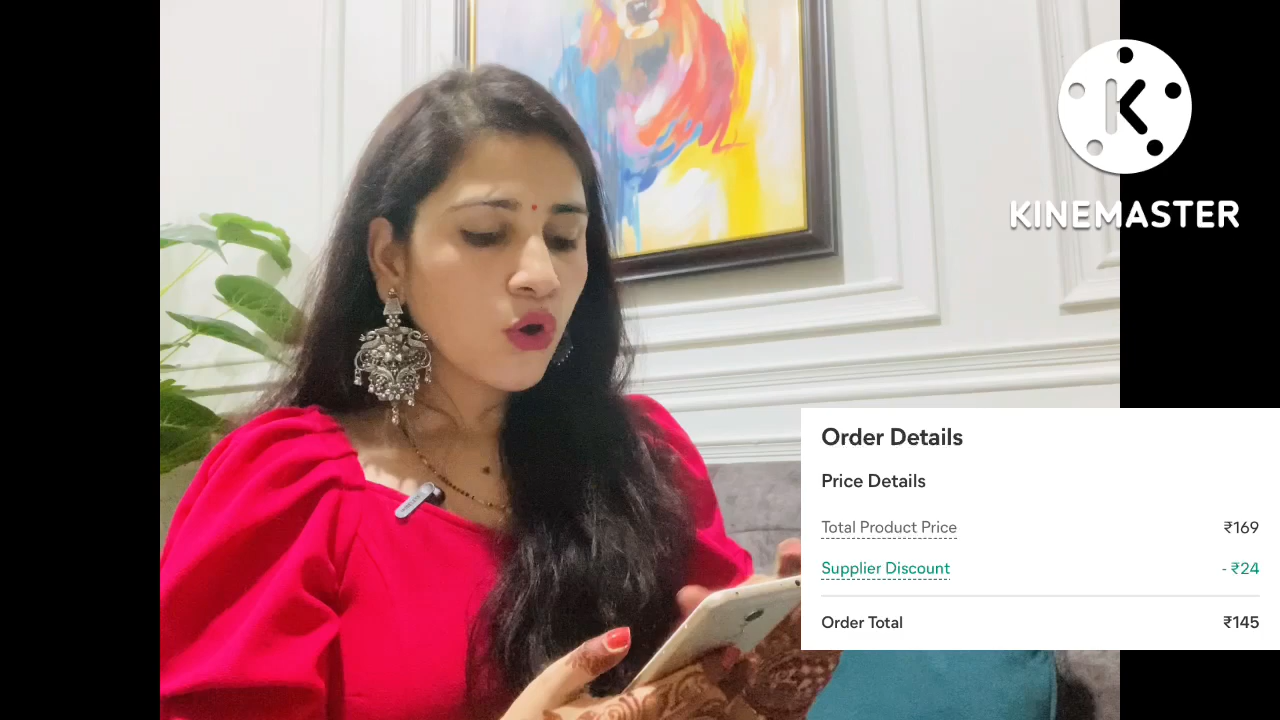 KINEMASTER
Order Details
Price Details
Total Product Price ₹169
Supplier Discount - ₹24
Order Total ₹145